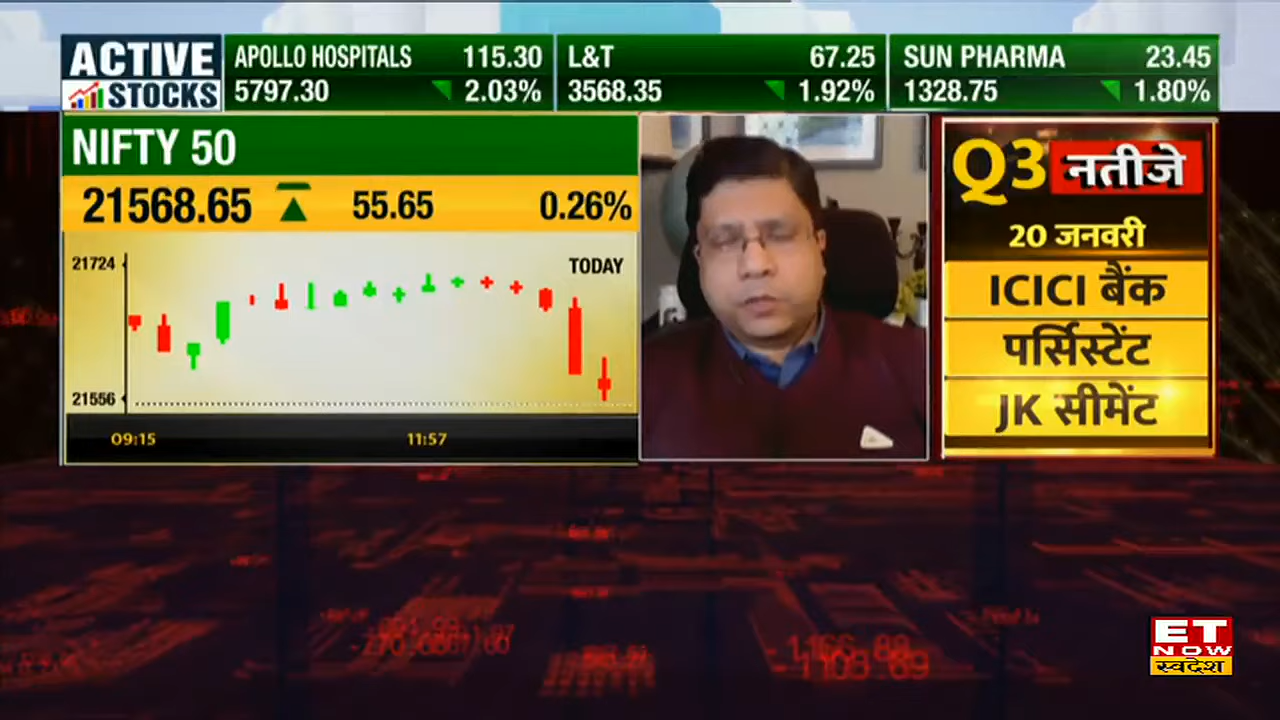 ACTIVE
STOCKS
APOLLO HOSPITALS 115.30
5797.30 2.03%
L&T 67.25
3568.35 1.92%
SUN PHARMA 23.45
1328.75 1.80%
NIFTY 50
21568.65 55.65 0.26%
21724
TODAY
21556
09:15 11:57
Q3 नतीजे
20 जनवरी
ICICI बैंक
पर्सिस्टेंट
JK सीमेंट
ET
NOW
स्वदेश